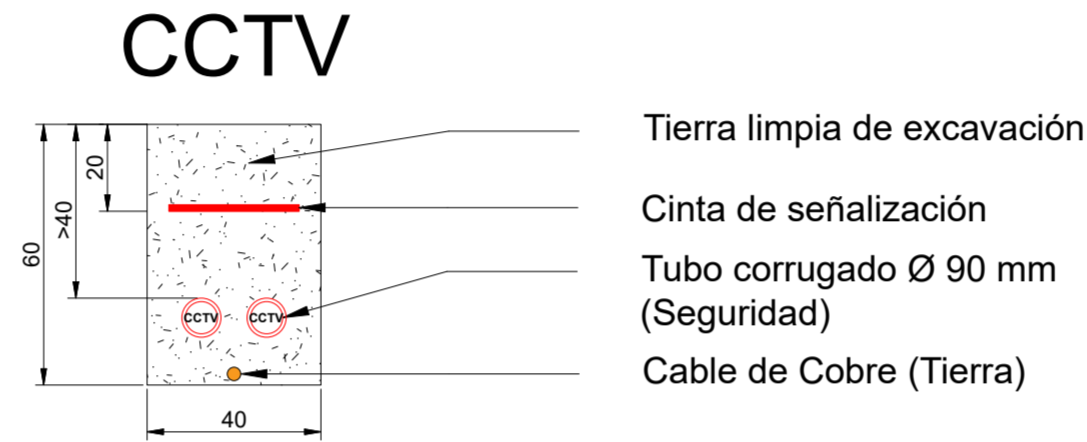 CCTV
Tierra limpia de excavación
20
Cinta de señalización
>40
60
Tubo corrugado Ø 90 mm
(Seguridad)
CCTV CCTV
Cable de Cobre (Tierra)
40